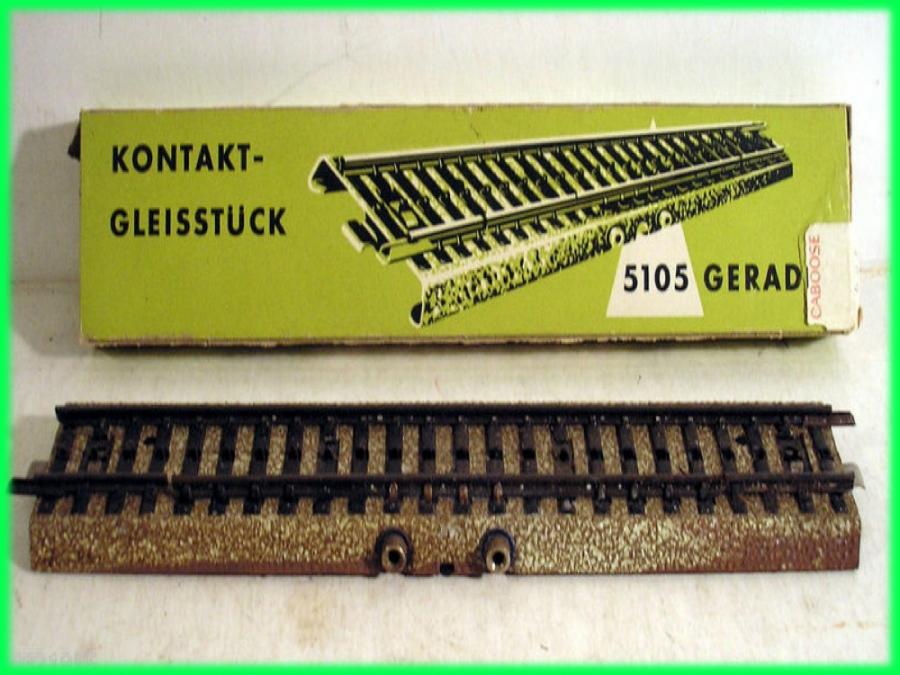 KONTAKT-
GLEISSTÜCK
5105 GERAD
CABOOSE